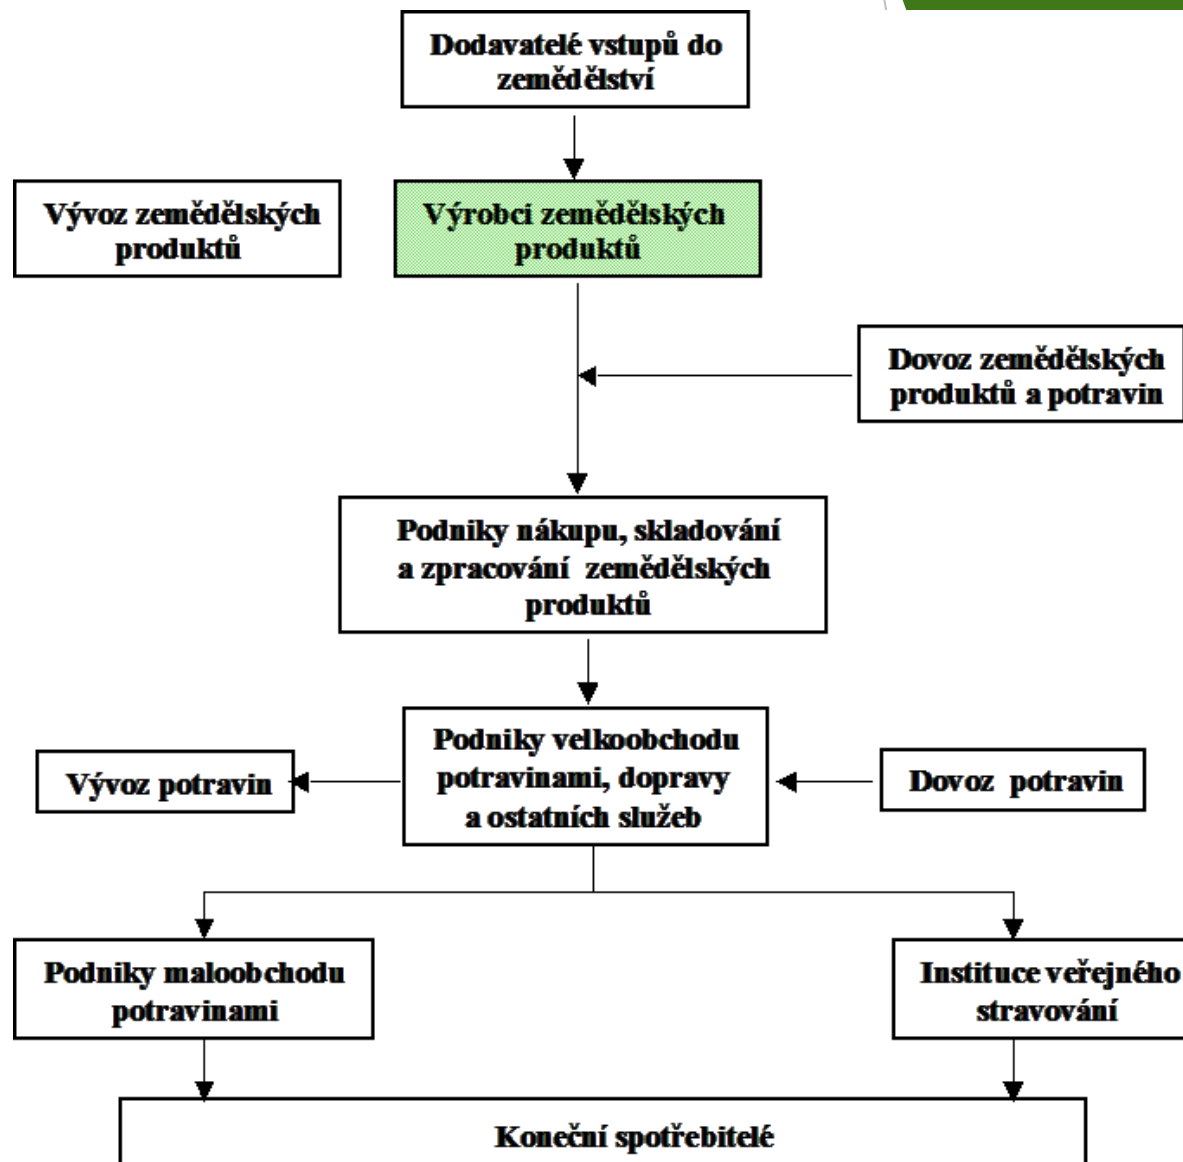 Dodavatelé vstupů do
zemědělství
Vývoz zemědělských
produktů
Výrobci zemědělských
produktů
Dovoz zemědělských
produktů a potravin
Podniky nákupu, skladování
a zpracování zemědělských
produktů
Podniky velkoobchodu
potravinami, dopravy
a ostatních služeb
Vývoz potravin
Dovoz potravin
Podniky maloobchodu
potravinami
Instituce veřejného
stravování
Koneční spotřebitelé